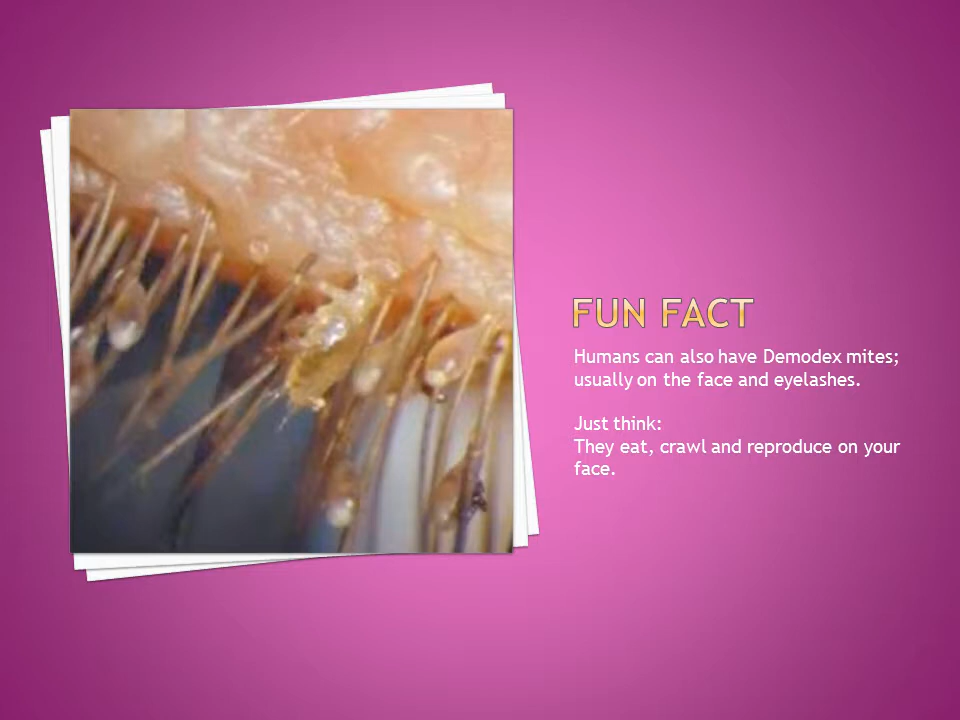 FUN FACT
Humans can also have Demodex mites;
usually on the face and eyelashes.
Just think:
They eat, crawl and reproduce on your
face.